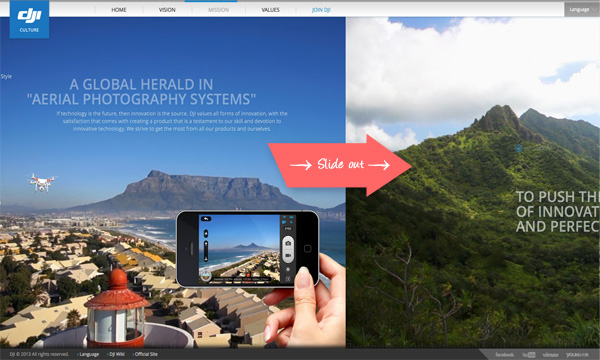 dji
CULTURE
HOME VISION MISSION VALUES JOIN DJI
Language
Style
A GLOBAL HERALD IN
"AERIAL PHOTOGRAPHY SYSTEMS"
If technology is the future, then innovation is the source. DJI values all forms of innovation, with the
satisfaction that comes with creating a product that is a testament to our skill and devotion to
innovative technology. We strive to get the most from all our products and ourselves.
Slide out
TO PUSH THE
OF INNOVAT
AND PERFEC
DJI © 2013 All rights reserved. Language DJI Wiki Official Site
facebook You Tube vimeo